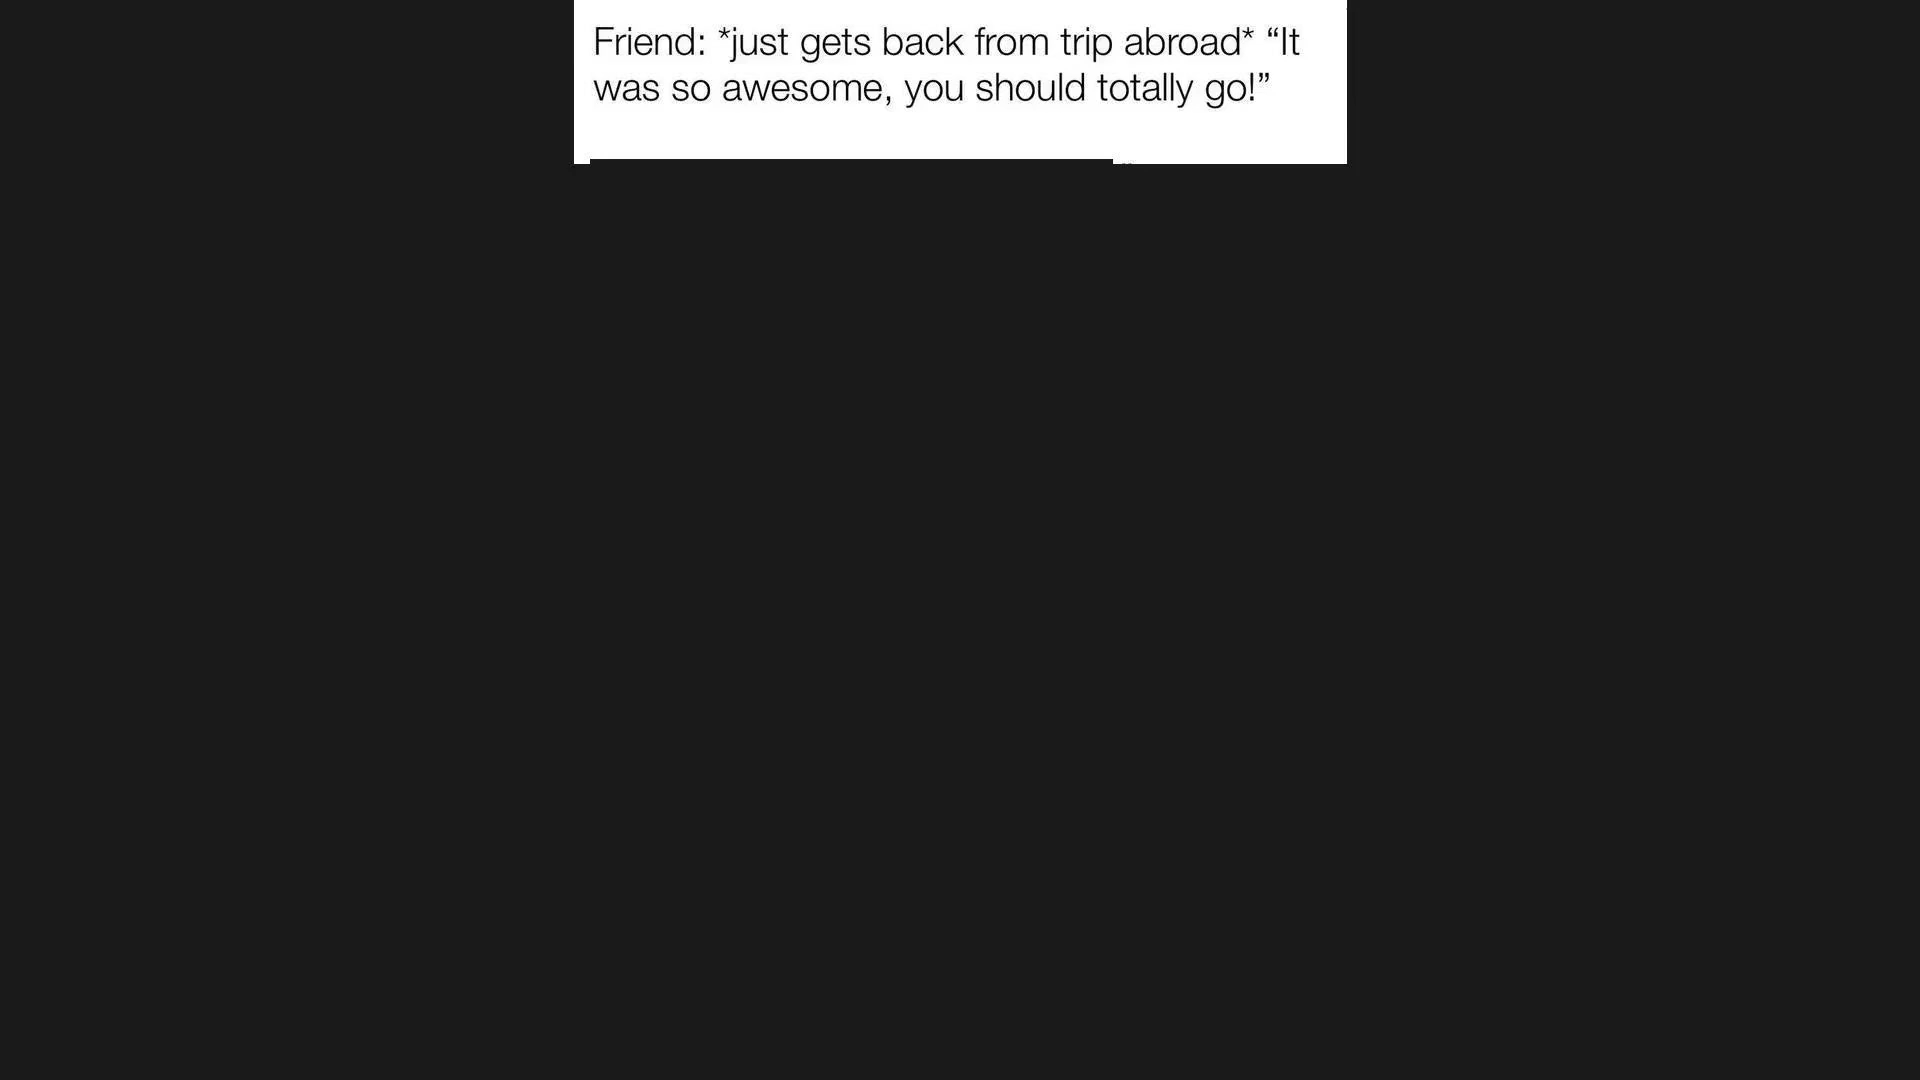 Friend: *just gets back from trip abroad* “It
was so awesome, you should totally go!”